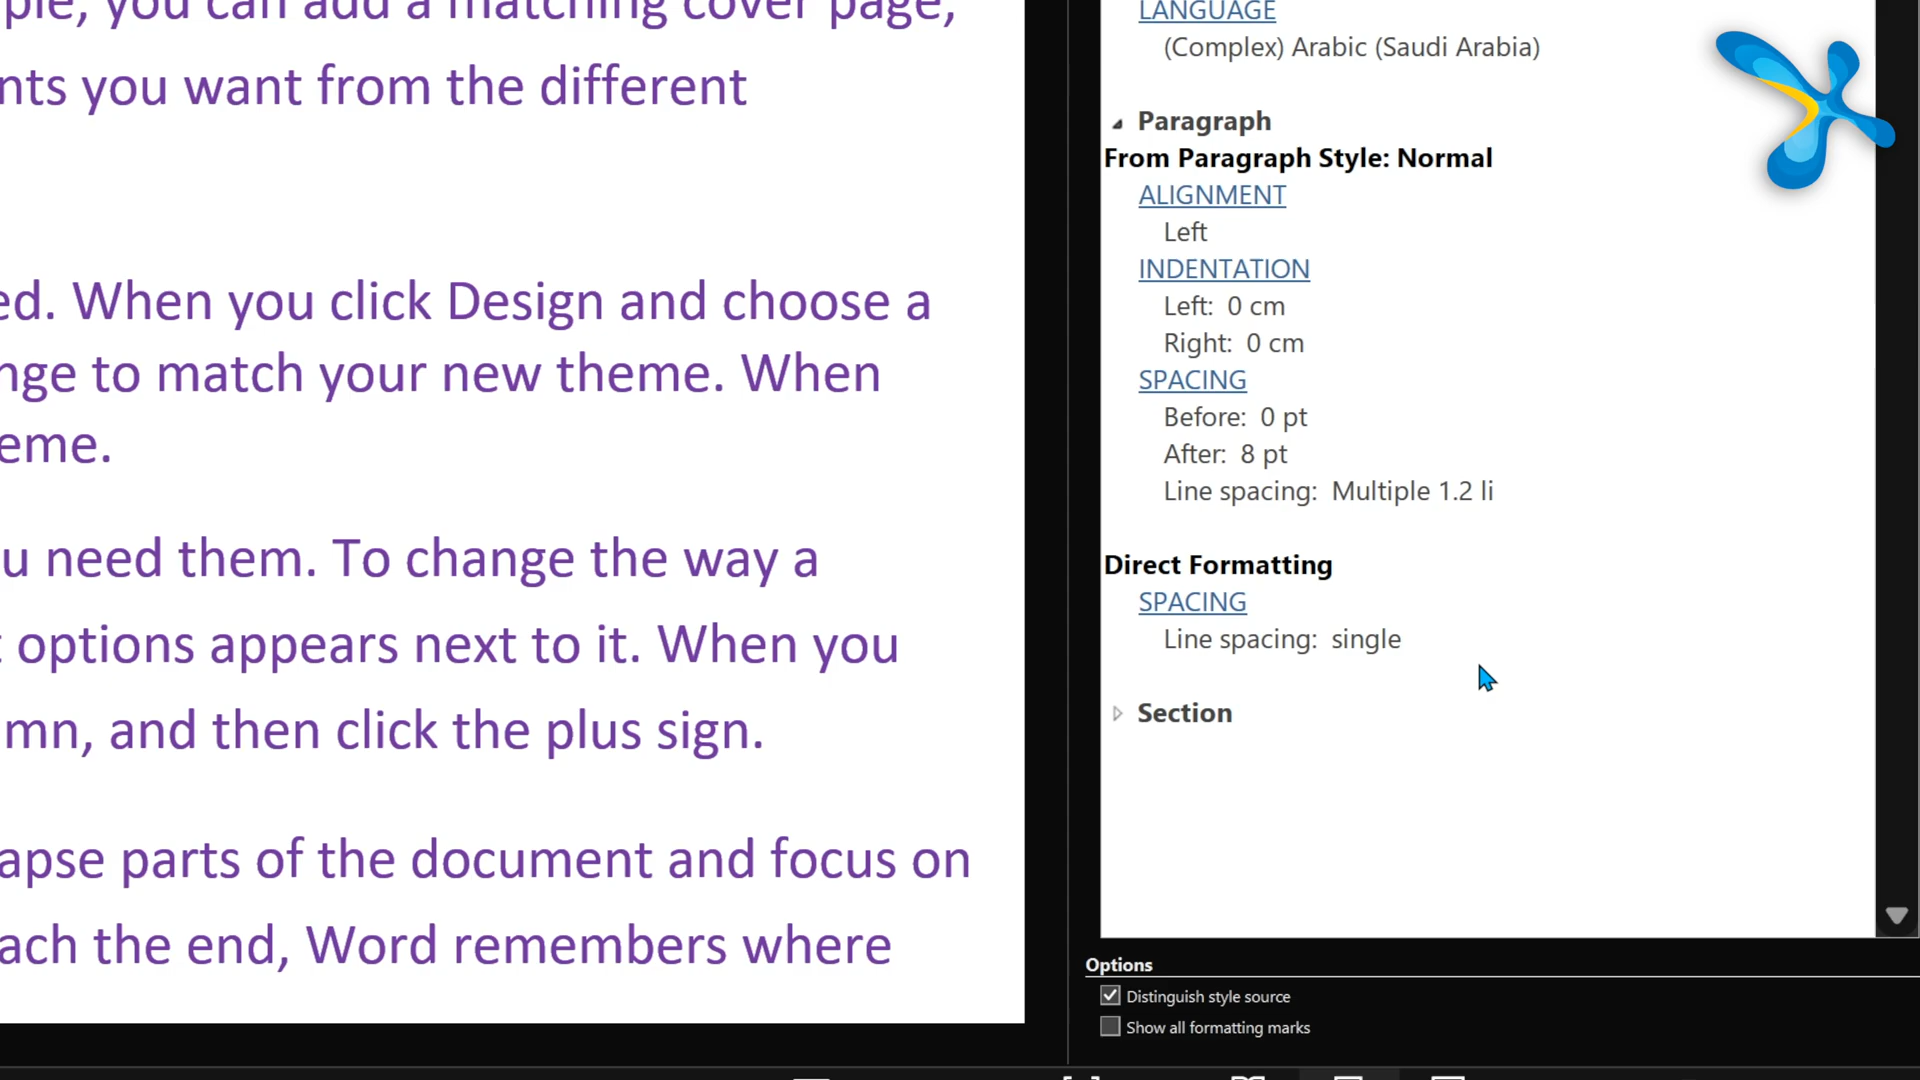 ple, you can add a matching cover page,
nts you want from the different
ed. When you click Design and choose a
nge to match your new theme. When
eme.
u need them. To change the way a
t options appears next to it. When you
mn, and then click the plus sign.
apse parts of the document and focus on
ach the end, Word remembers where
LANGUAGE
(Complex) Arabic (Saudi Arabia)
Paragraph
From Paragraph Style: Normal
ALIGNMENT
Left
INDENTATION
Left: 0 cm
Right: 0 cm
SPACING
Before: 0 pt
After: 8 pt
Line spacing: Multiple 1.2 li
Direct Formatting
SPACING
Line spacing: single
Section
Options
Distinguish style source
Show all formatting marks